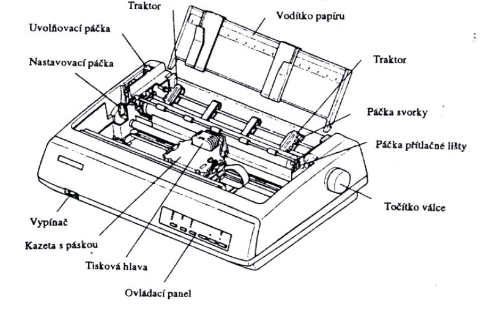 Traktor
Vodítko papíru
Uvolňovací páčka
Traktor
Nastavovací páčka
Páčka svorky
Páčka přítlačné lišty
Točítko válce
Vypínač
Kazeta s páskou
Tisková hlava
Ovládací panel